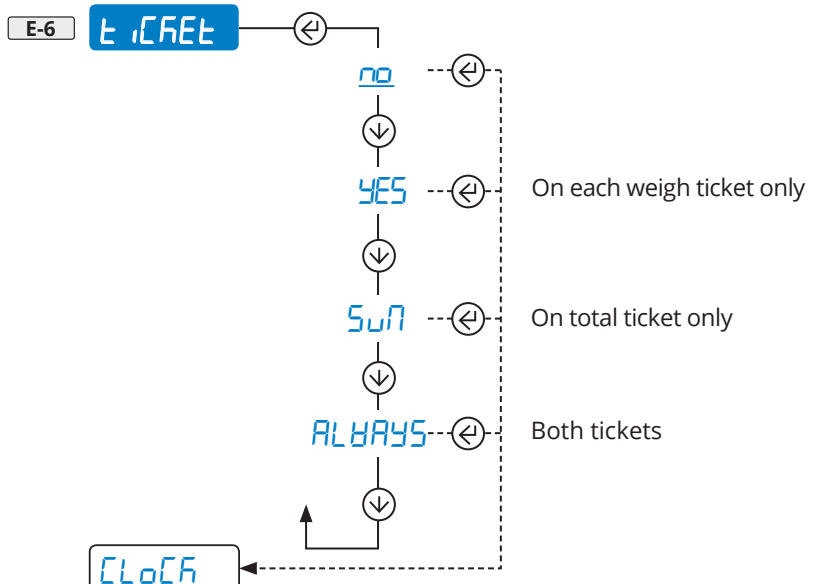 E-6 tiCKEt
no
YES On each weigh ticket only
SuM On total ticket only
ALWAYS Both tickets
CLoCK